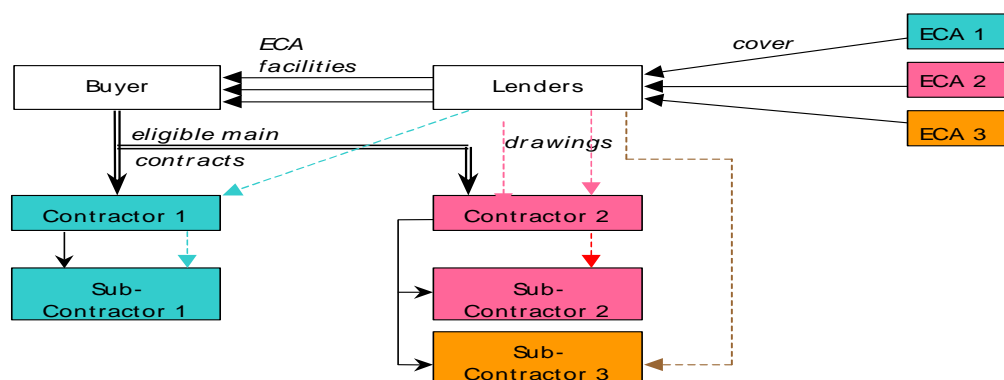 ECA
facilities
cover
ECA 1
Buyer
Lenders
ECA 2
ECA 3
eligible main
contracts
drawings
Contractor 1
Contractor 2
Sub-
Contractor 1
Sub-
Contractor 2
Sub-
Contractor 3